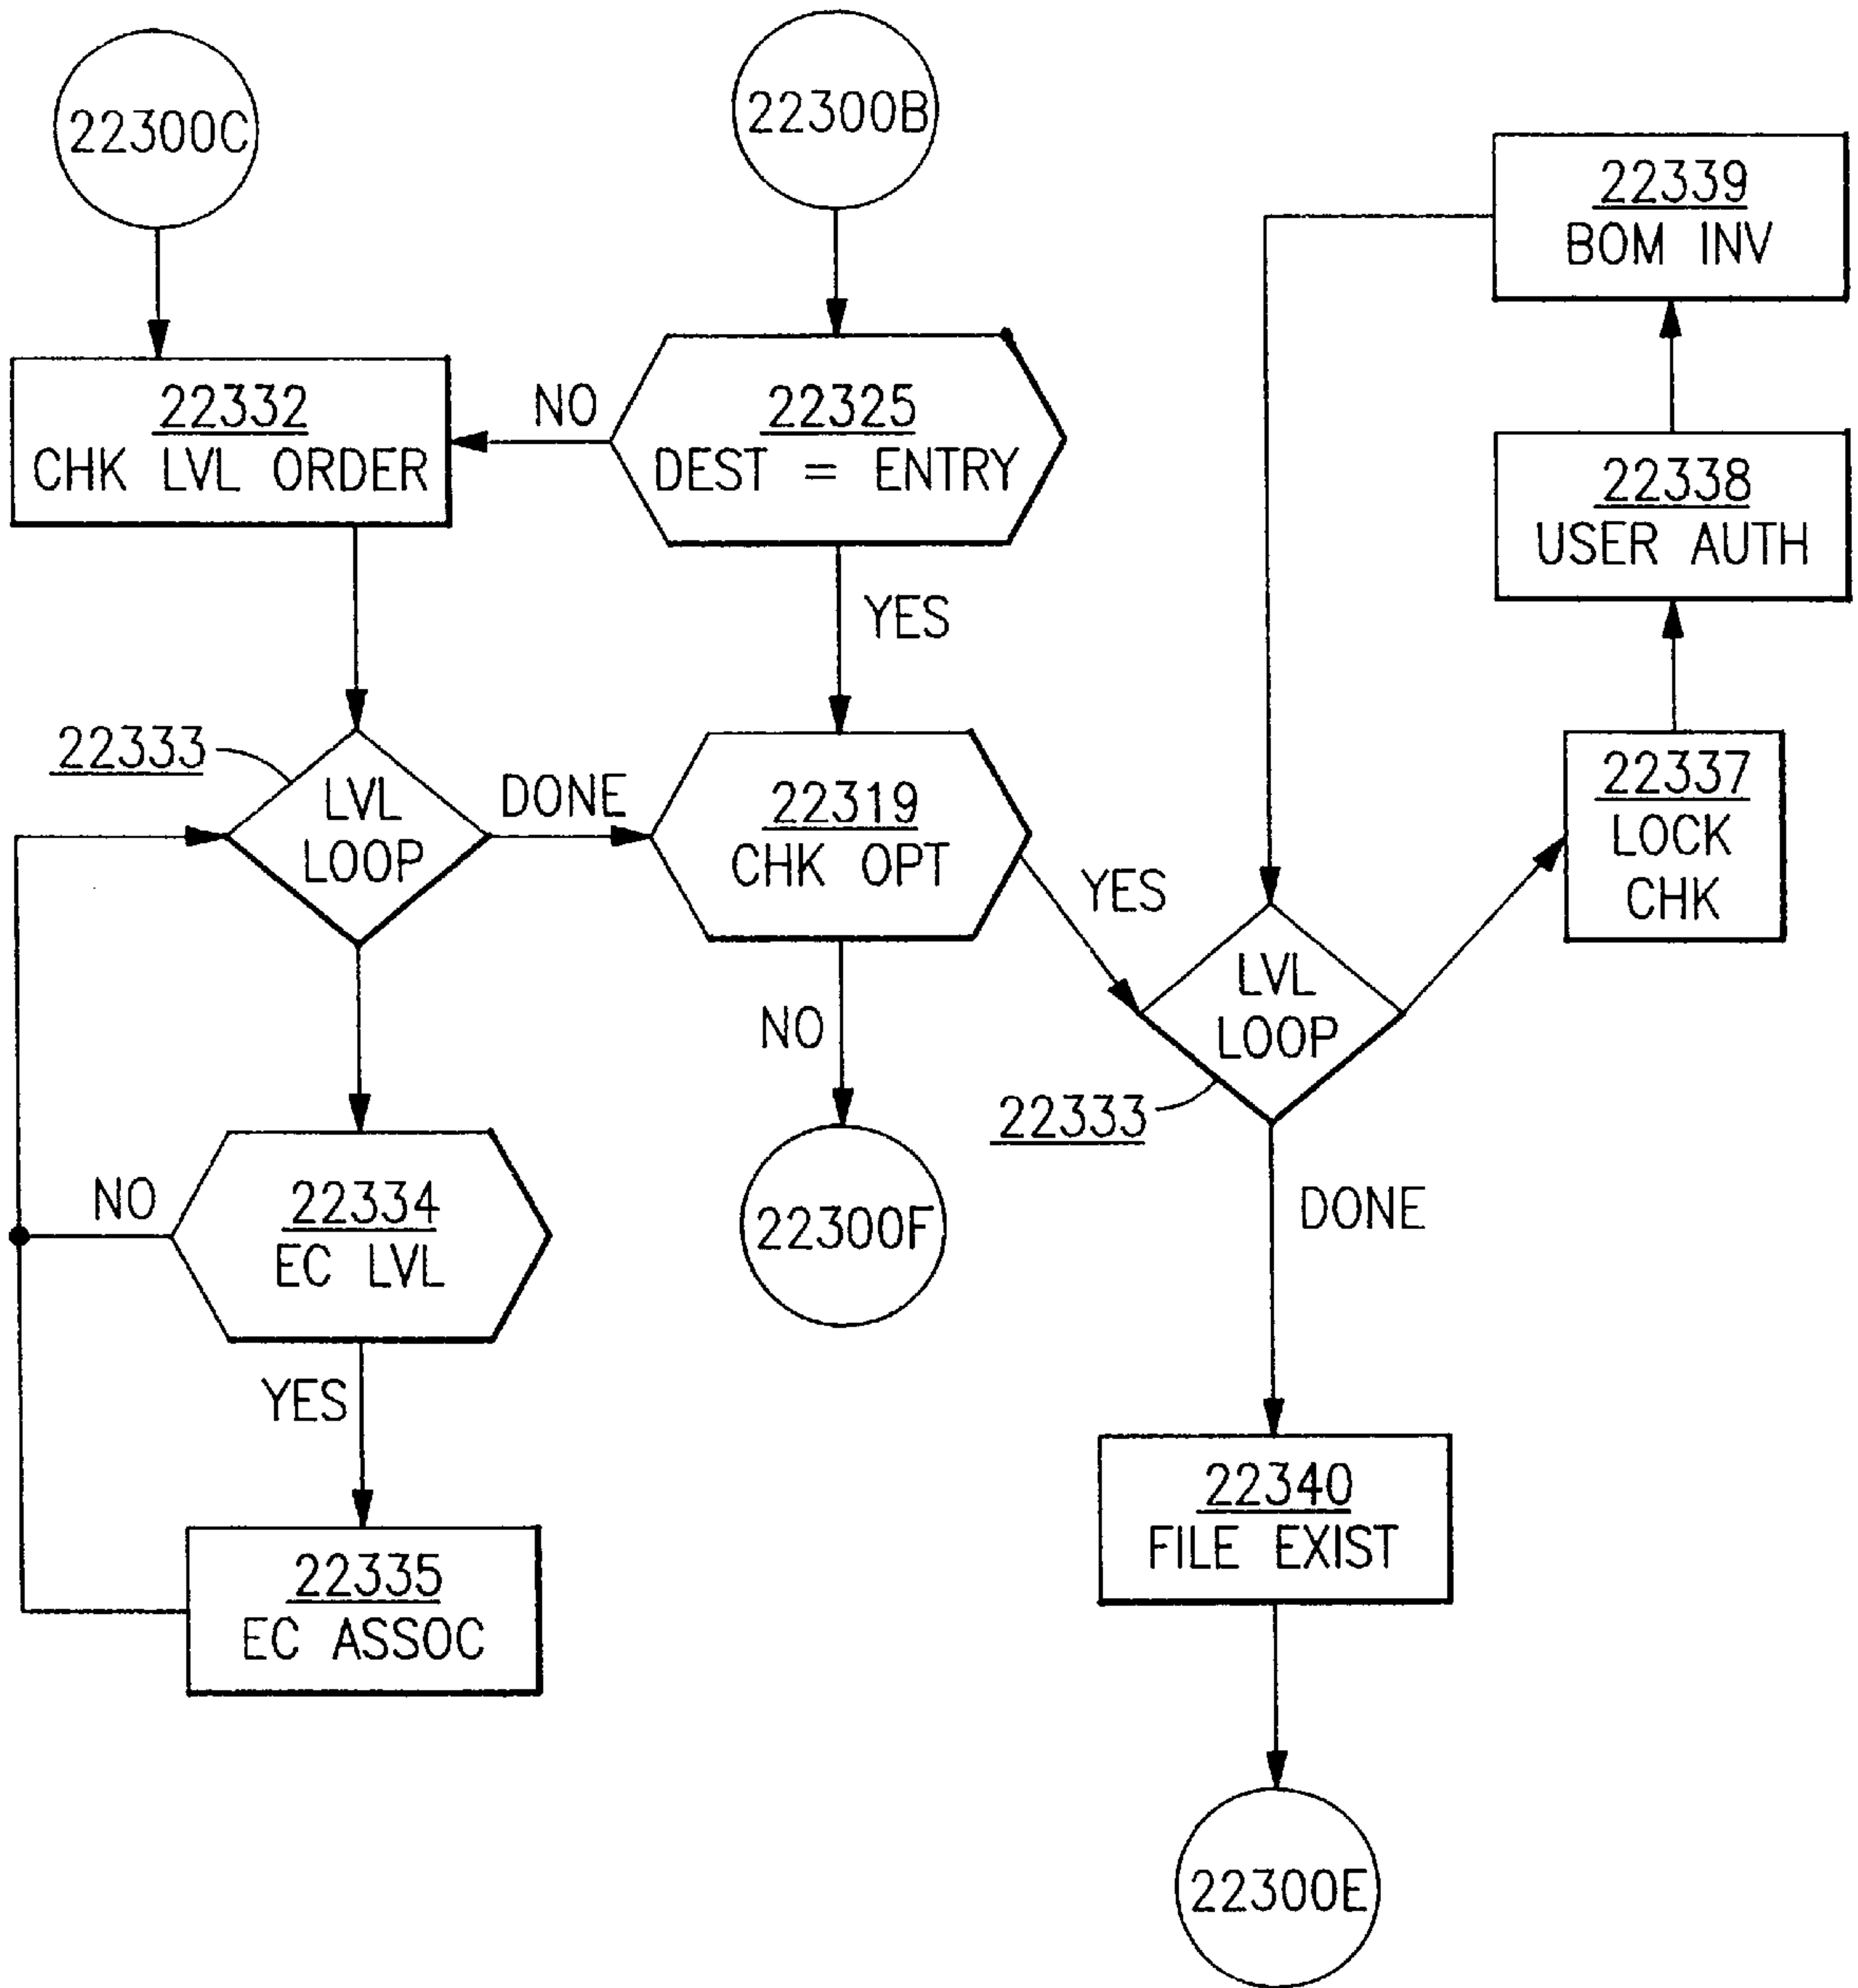 22300C
22300B
22339
BOM INV
22332
CHK LVL ORDER
NO
22325
DEST = ENTRY
22338
USER AUTH
YES
22333
LVL
LOOP
DONE
22319
CHK OPT
22337
LOCK
CHK
YES
NO
LVL
LOOP
22333
22300F
NO
22334
EC LVL
DONE
YES
22335
EC ASSOC
22340
FILE EXIST
22300E